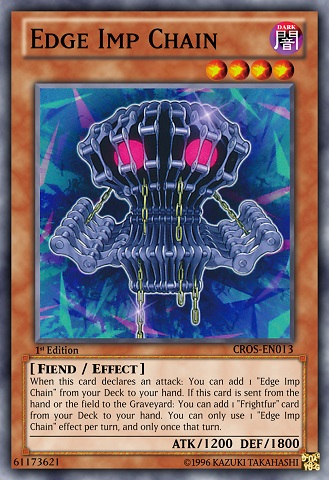 Edge Imp Chain
DARK
闇
1st Edition
CROS-EN013
[ Fiend / Effect ]
When this card declares an attack: You can add 1 "Edge Imp
Chain" from your Deck to your hand. If this card is sent from the
hand or the field to the Graveyard: You can add 1 "Frightfur" card
from your Deck to your hand. You can only use 1 "Edge Imp
Chain" effect per turn, and only once that turn.
ATK/1200 DEF/1800
61173621
©1996 KAZUKI TAKAHASHI